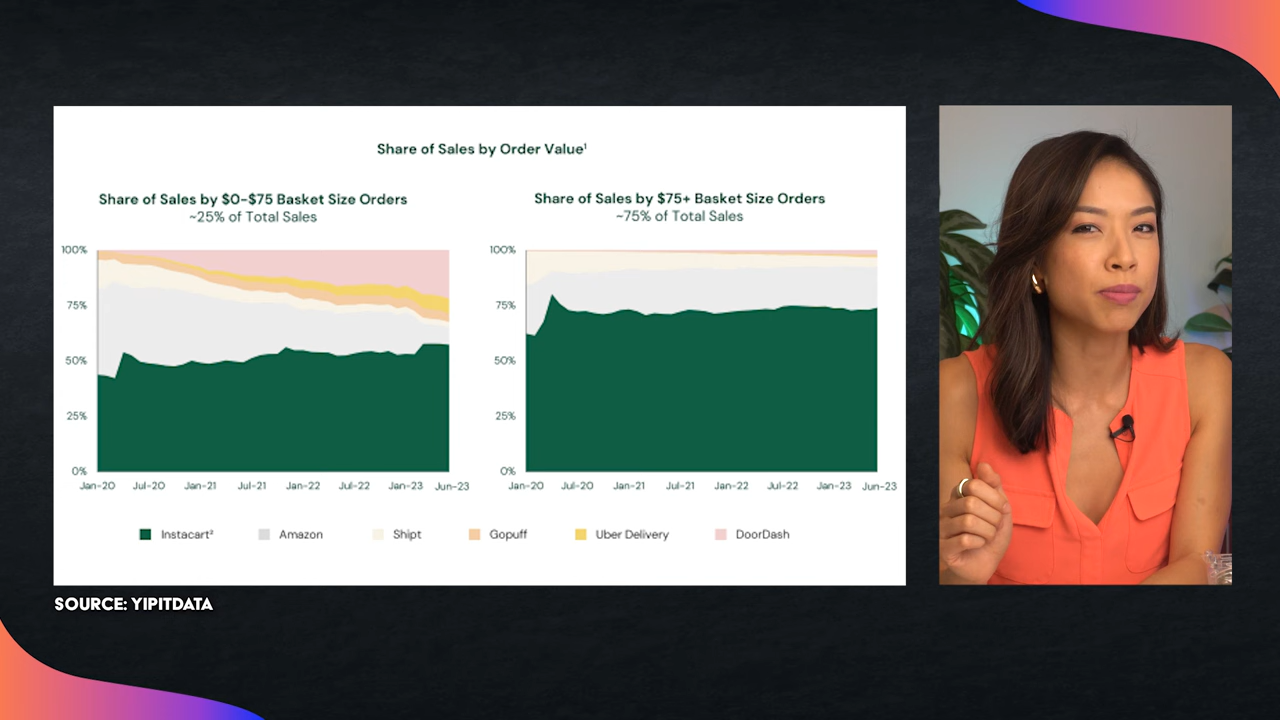 Share of Sales by Order Value¹
Share of Sales by $0-$75 Basket Size Orders
~25% of Total Sales
100%
75%
50%
25%
0%
Jan-20 Jul-20 Jan-21 Jul-21 Jan-22 Jul-22 Jan-23 Jun-23
Share of Sales by $75+ Basket Size Orders
~75% of Total Sales
100%
75%
50%
25%
0%
Jan-20 Jul-20 Jan-21 Jul-21 Jan-22 Jul-22 Jan-23 Jun-23
Instacart² Amazon Shipt Gopuff Uber Delivery DoorDash
SOURCE: YIPITDATA